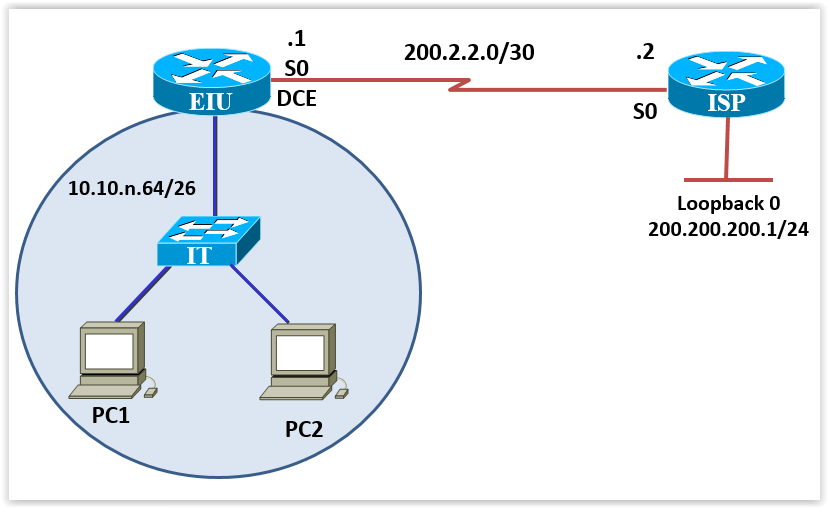 .1
S0
DCE
EIU
200.2.2.0/30
.2
S0
ISP
10.10.n.64/26
Loopback 0
200.200.200.1/24
IT
PC1
PC2